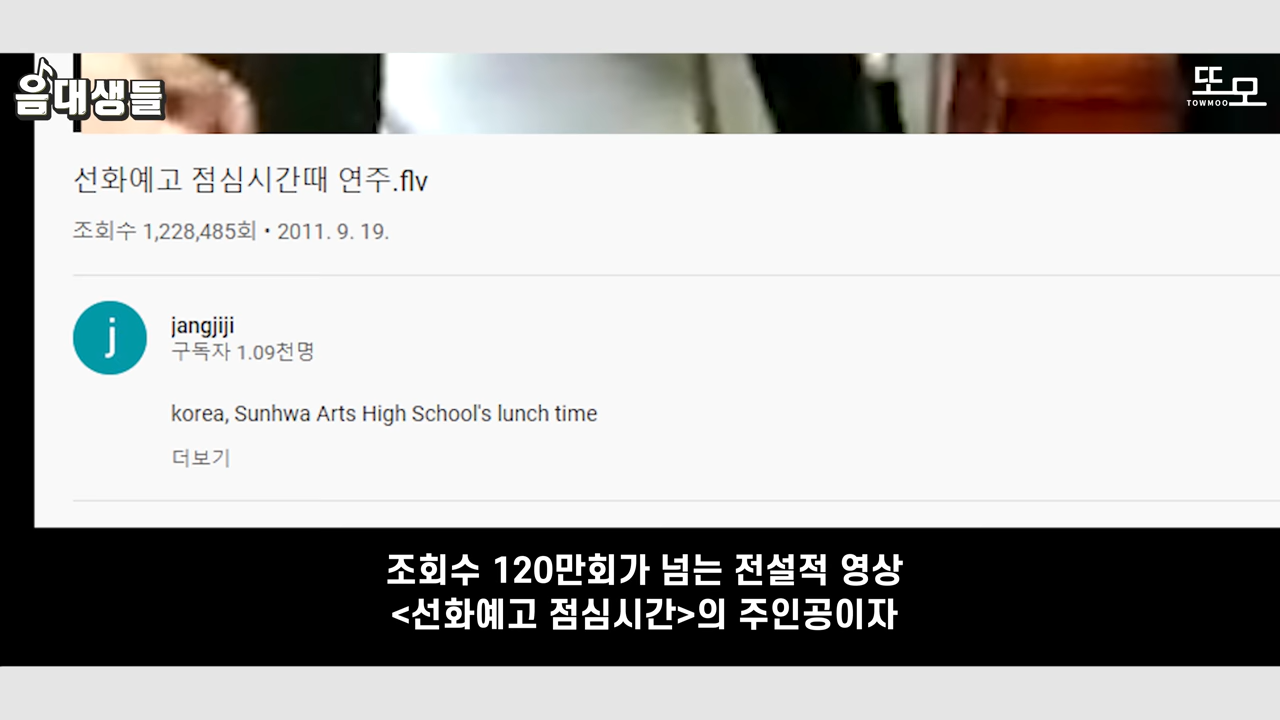 음대생들
또모
TOWMOO
선화예고 점심시간때 연주.flv
조회수 1,228,485회 • 2011. 9. 19.
j
jangjiji
구독자 1.09천명
korea, Sunhwa Arts High School's lunch time
더보기
조회수 120만회가 넘는 전설적 영상
<선화예고 점심시간>의 주인공이자